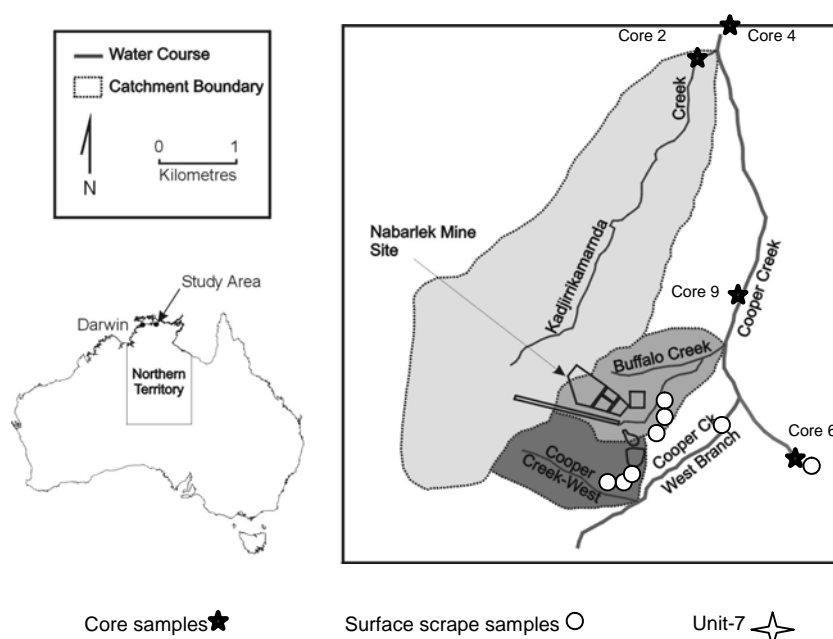 Water Course
Catchment Boundary
0 1
Kilometres
N
Study Area
Darwin
Northern
Territory
Core 2
Core 4
Creek
Kadjirrikamarnda
Nabarlek Mine
Site
Core 9
Cooper Creek
Buffalo Creek
Cooper Ck
West Branch
Core 6
Cooper
Creek-West
Core samples
Surface scrape samples
Unit-7